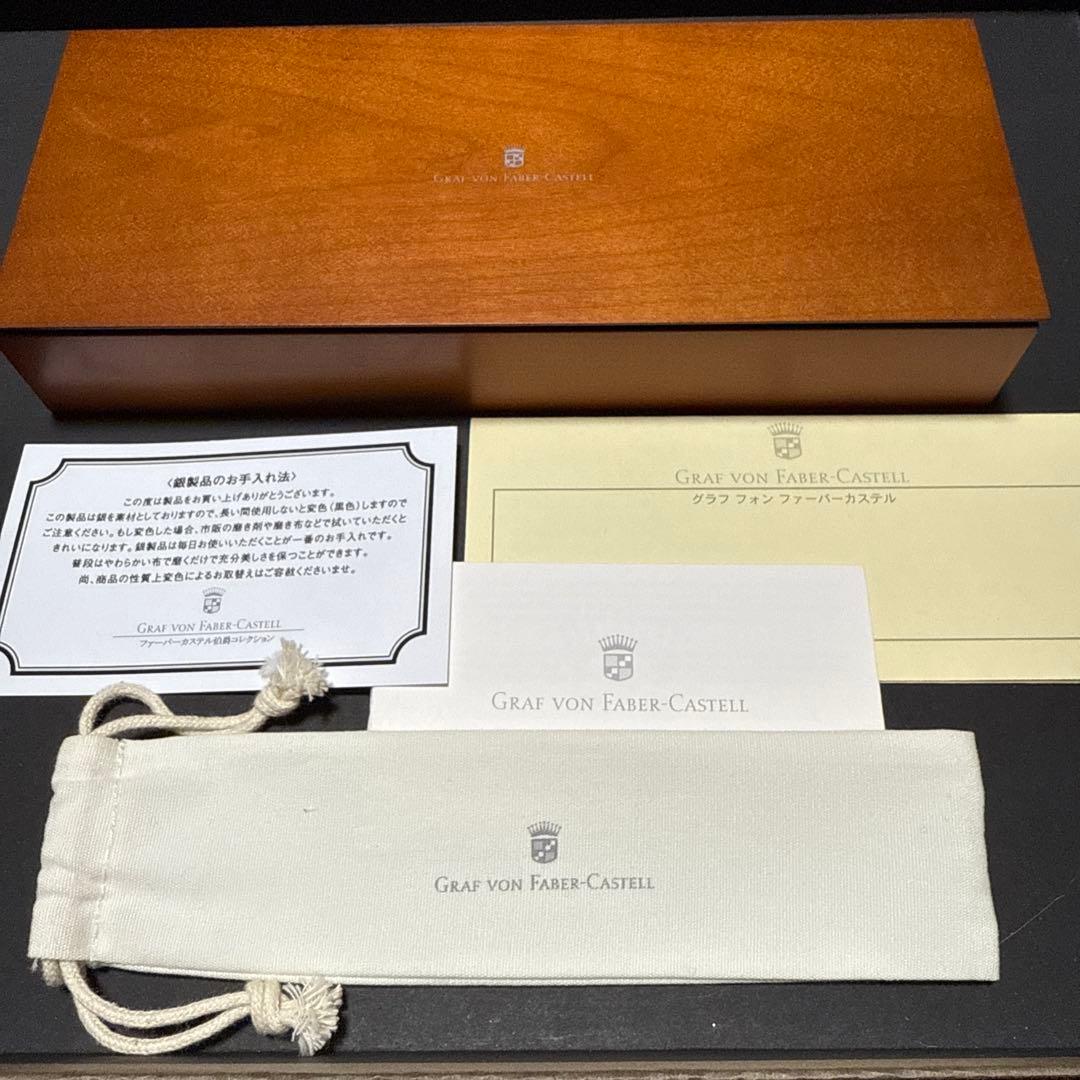 GRAF VON FABER-CASTELL
〈銀製品のお手入れ法〉
この度は製品をお買い上げありがとうございます。
この製品は銀を素材としておりますので、長い間使用しないと変色(黒色)しますので
ご注意ください。もし変色した場合、市販の磨き剤や磨き布などで拭いていただくと
きれいになります。銀製品は毎日お使いいただくことが一番のお手入れです。
普段はやわらかい布で磨くだけで充分美しさを保つことができます。
尚、商品の性質上変色によるお取替えはご容赦くださいませ。
GRAF VON FABER-CASTELL
ファーバーカステル伯爵コレクション
GRAF VON FABER-CASTELL
グラフ フォン ファーバーカステル
GRAF VON FABER-CASTELL
GRAF VON FABER-CASTELL